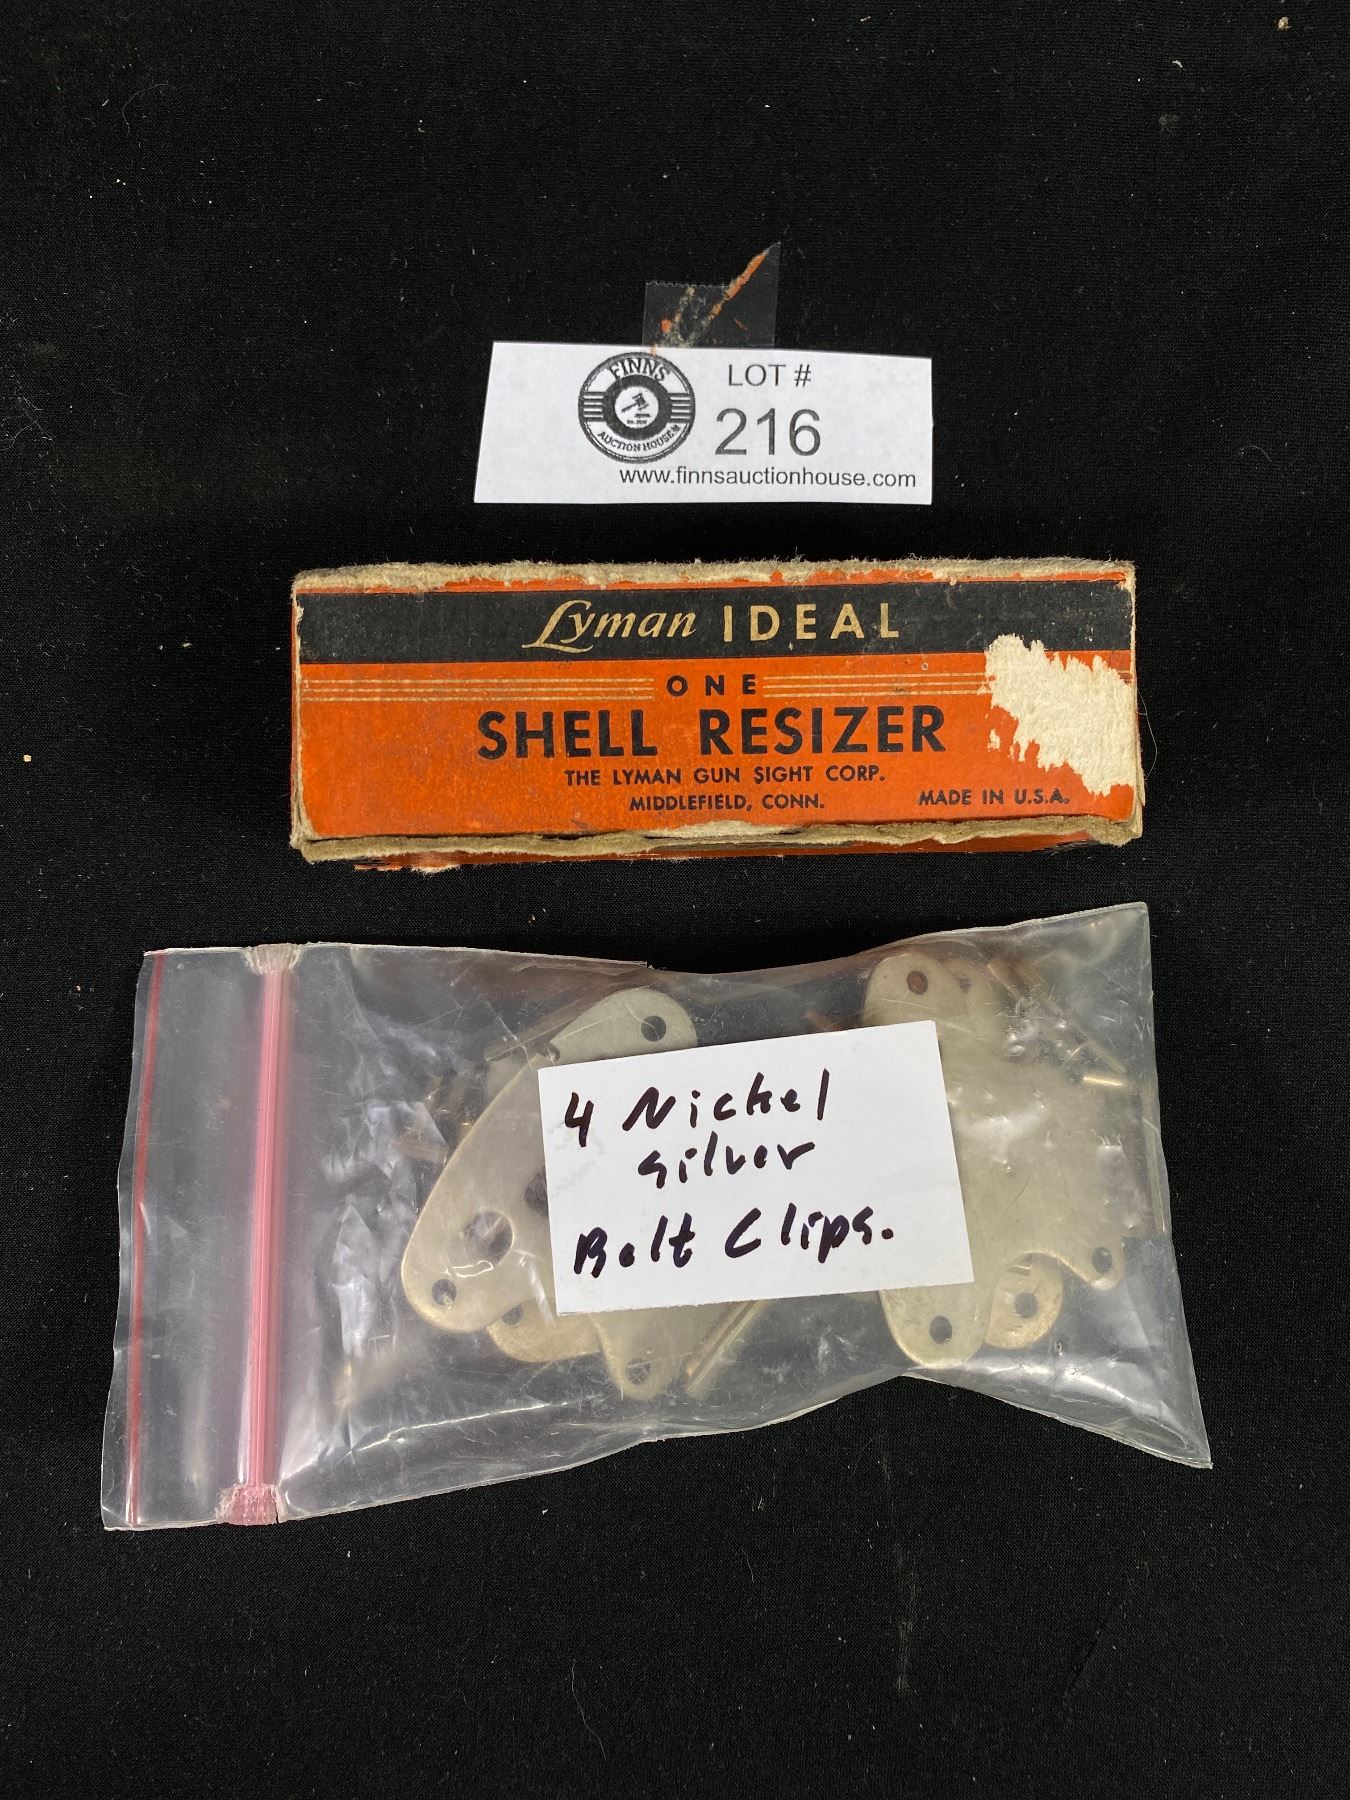 FINNS
AUCTION HOUSE
LOT #
216
www.finnsauctionhouse.com
Lyman IDEAL
ONE
SHELL RESIZER
THE LYMAN GUN SIGHT CORP.
MIDDLEFIELD, CONN.
MADE IN U.S.A.
4 Nickel
silver
Belt Clips.